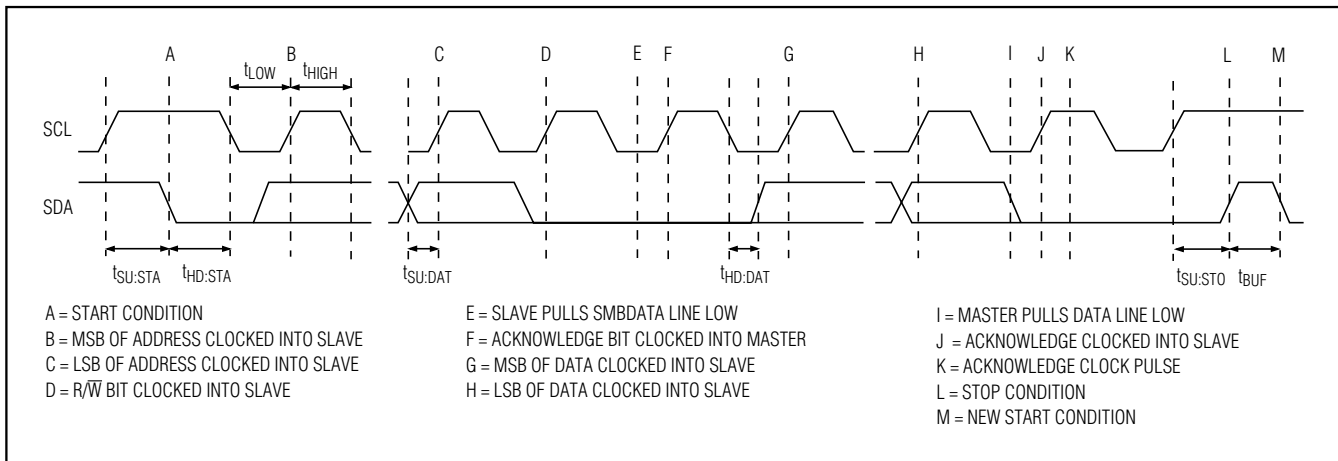 A B C D E F G H I J K L M
tLOW tHIGH
SCL
SDA
tSU:STA tHD:STA tSU:DAT tHD:DAT tSU:STO tBUF
A = START CONDITION
B = MSB OF ADDRESS CLOCKED INTO SLAVE
C = LSB OF ADDRESS CLOCKED INTO SLAVE
D = R/W̅ BIT CLOCKED INTO SLAVE
E = SLAVE PULLS SMBDATA LINE LOW
F = ACKNOWLEDGE BIT CLOCKED INTO MASTER
G = MSB OF DATA CLOCKED INTO SLAVE
H = LSB OF DATA CLOCKED INTO SLAVE
I = MASTER PULLS DATA LINE LOW
J = ACKNOWLEDGE CLOCKED INTO SLAVE
K = ACKNOWLEDGE CLOCK PULSE
L = STOP CONDITION
M = NEW START CONDITION